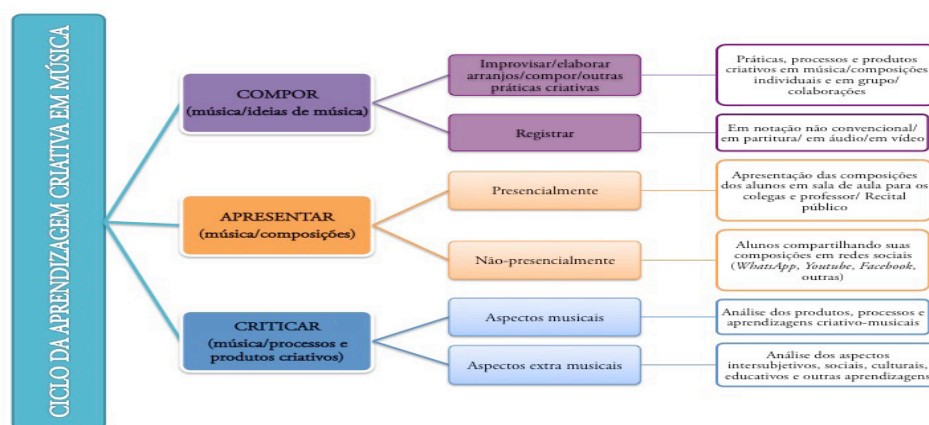 CICLO DA APRENDIZAGEM CRIATIVA EM MÚSICA
COMPOR
(música/ideias de música)
Improvisar/elaborar
arranjos/compor/outras
práticas criativas
Práticas, processos e produtos
criativos em música/composições
individuais e em grupo/
colaborações
Registrar
Em notação não convencional/
em partitura/ em áudio/em vídeo
APRESENTAR
(música/composições)
Presencialmente
Apresentação das composições
dos alunos em sala de aula para os
colegas e professor/ Recital
público
Não-presencialmente
Alunos compartilhando suas
composições em redes sociais
(WhatsApp, Youtube, Facebook,
outras)
CRITICAR
(música/processos e
produtos criativos)
Aspectos musicais
Análise dos produtos, processos e
aprendizagens criativo-musicais
Aspectos extra musicais
Análise dos aspectos
intersubjetivos, sociais, culturais,
educativos e outras aprendizagens